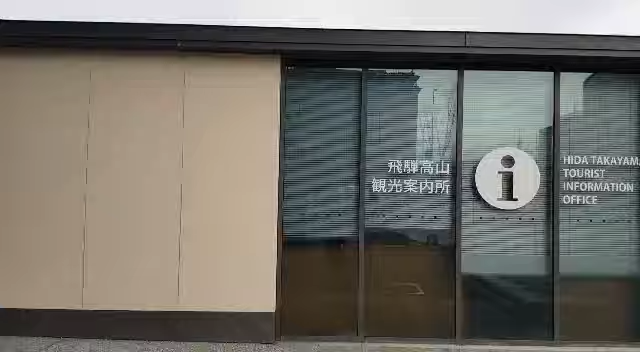 飛騨高山
観光案内所
i
HIDA TAKAYAMA
TOURIST
INFORMATION
OFFICE